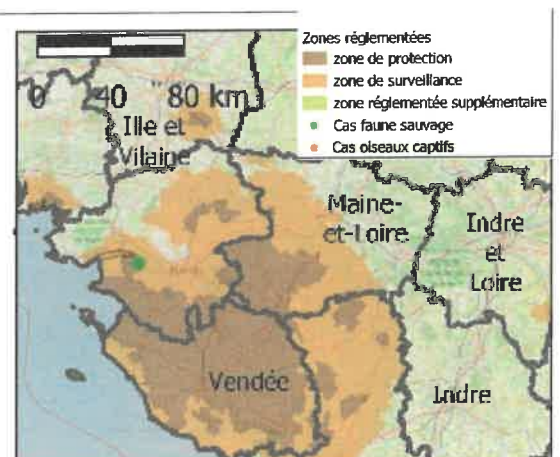 Zones réglementées
zone de protection
zone de surveillance
zone réglementée supplémentaire
Cas faune sauvage
Cas oiseaux captifs
0 40 80 km
Ille et
Vilaine
Maine-
et-Loire
Indre
et
Loire
Vendée
Indre